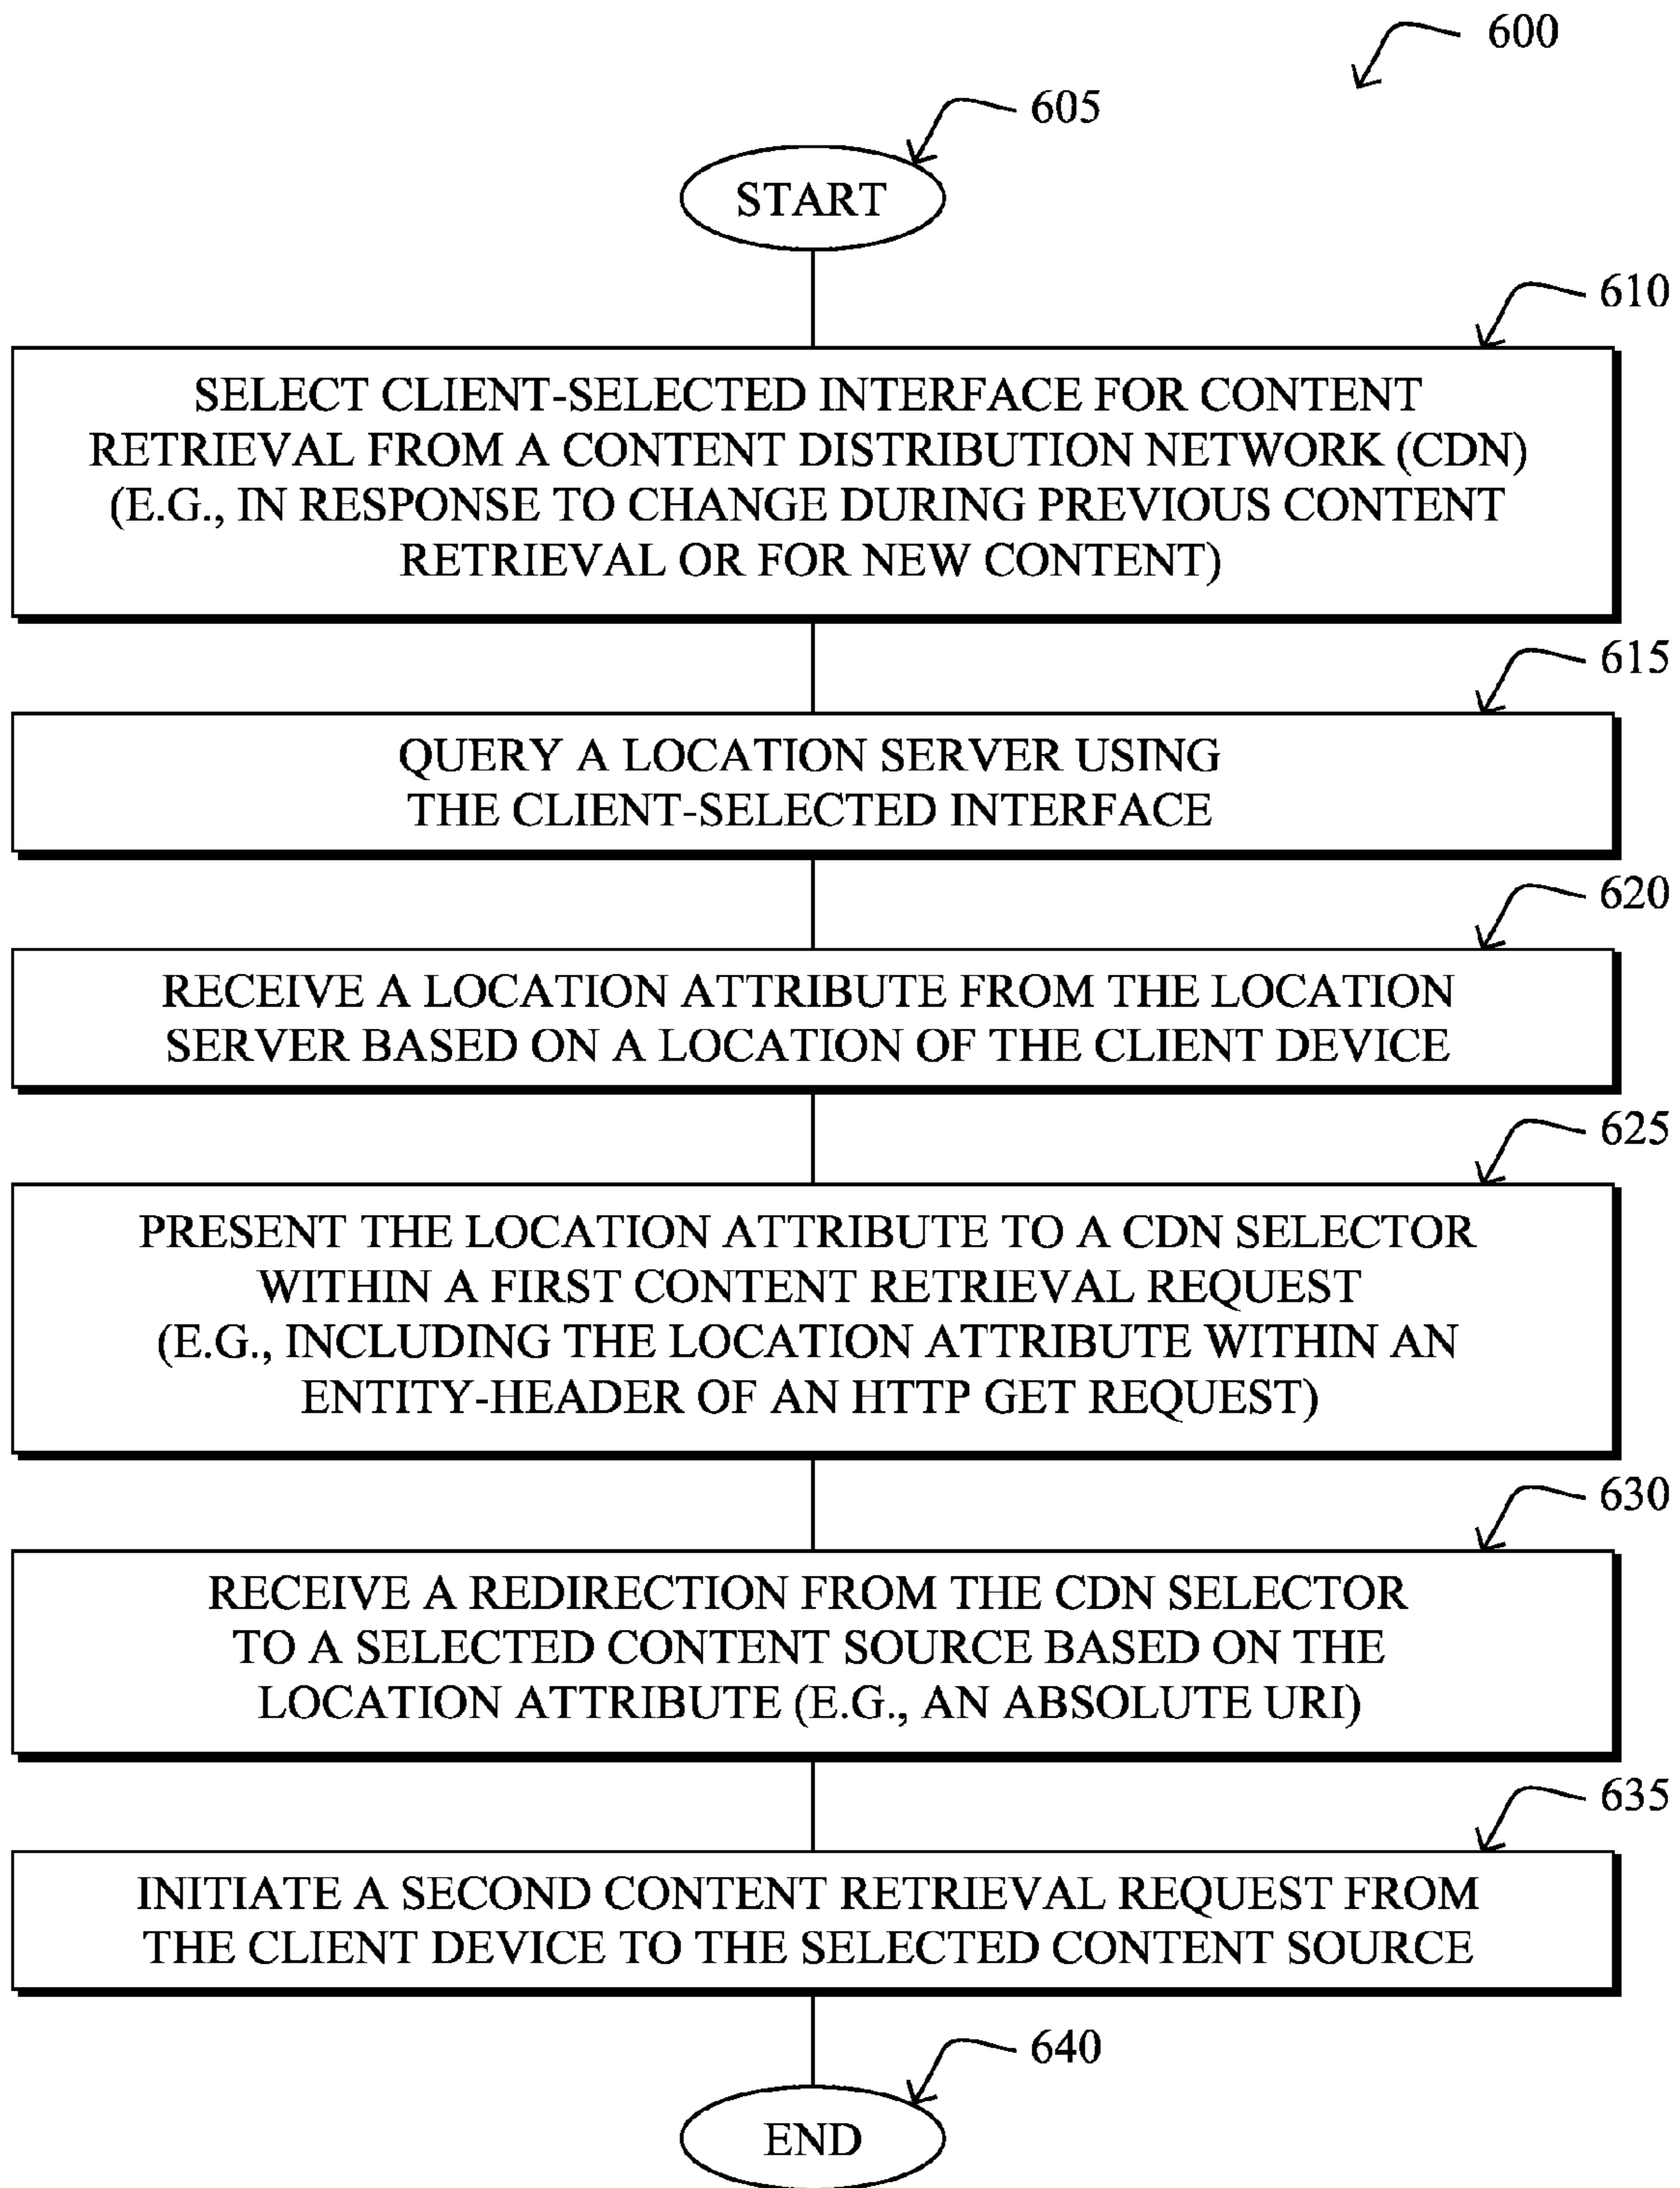 600
605
START
610
SELECT CLIENT-SELECTED INTERFACE FOR CONTENT
RETRIEVAL FROM A CONTENT DISTRIBUTION NETWORK (CDN)
(E.G., IN RESPONSE TO CHANGE DURING PREVIOUS CONTENT
RETRIEVAL OR FOR NEW CONTENT)
615
QUERY A LOCATION SERVER USING
THE CLIENT-SELECTED INTERFACE
620
RECEIVE A LOCATION ATTRIBUTE FROM THE LOCATION
SERVER BASED ON A LOCATION OF THE CLIENT DEVICE
625
PRESENT THE LOCATION ATTRIBUTE TO A CDN SELECTOR
WITHIN A FIRST CONTENT RETRIEVAL REQUEST
(E.G., INCLUDING THE LOCATION ATTRIBUTE WITHIN AN
ENTITY-HEADER OF AN HTTP GET REQUEST)
630
RECEIVE A REDIRECTION FROM THE CDN SELECTOR
TO A SELECTED CONTENT SOURCE BASED ON THE
LOCATION ATTRIBUTE (E.G., AN ABSOLUTE URI)
635
INITIATE A SECOND CONTENT RETRIEVAL REQUEST FROM
THE CLIENT DEVICE TO THE SELECTED CONTENT SOURCE
640
END